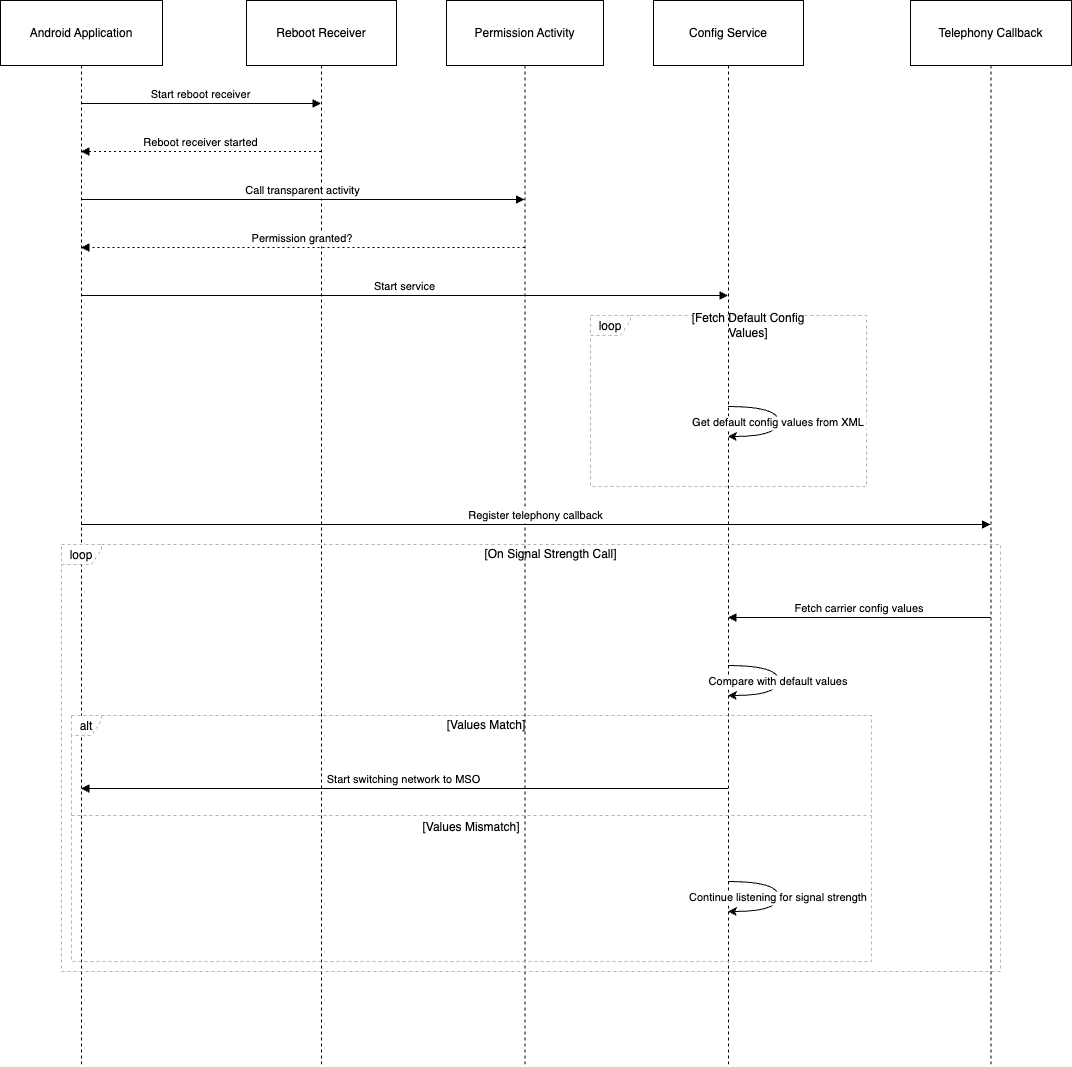 Android Application
Reboot Receiver
Permission Activity
Config Service
Telephony Callback
Start reboot receiver
Reboot receiver started
Call transparent activity
Permission granted?
Start service
loop
[Fetch Default Config
Values]
Get default config values from XML
Register telephony callback
loop
[On Signal Strength Call]
Fetch carrier config values
Compare with default values
alt
[Values Match]
Start switching network to MSO
[Values Mismatch]
Continue listening for signal strength